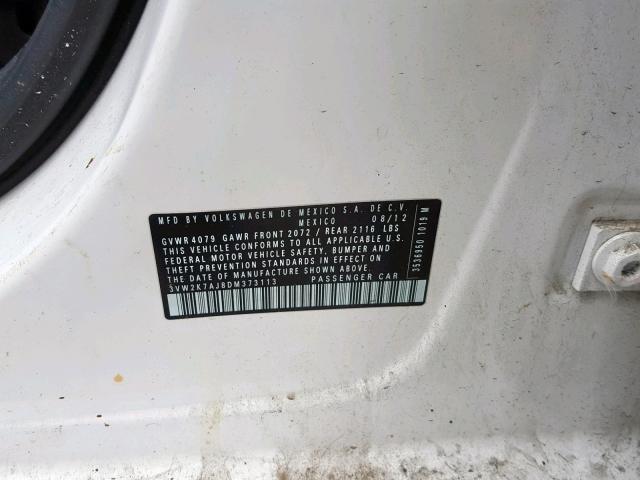 MFD BY VOLKSWAGEN DE MEXICO S.A. DE C.V.
MEXICO 08/12
GVWR 4079 GAWR FRONT 2072 / REAR 2116 LBS
THIS VEHICLE CONFORMS TO ALL APPLICABLE U.S.
FEDERAL MOTOR VEHICLE SAFETY, BUMPER AND
THEFT PREVENTION STANDARDS IN EFFECT ON
THE DATE OF MANUFACTURE SHOWN ABOVE
3VW2K7AJ8DM373113 PASSENGER CAR
3536650 1019 M